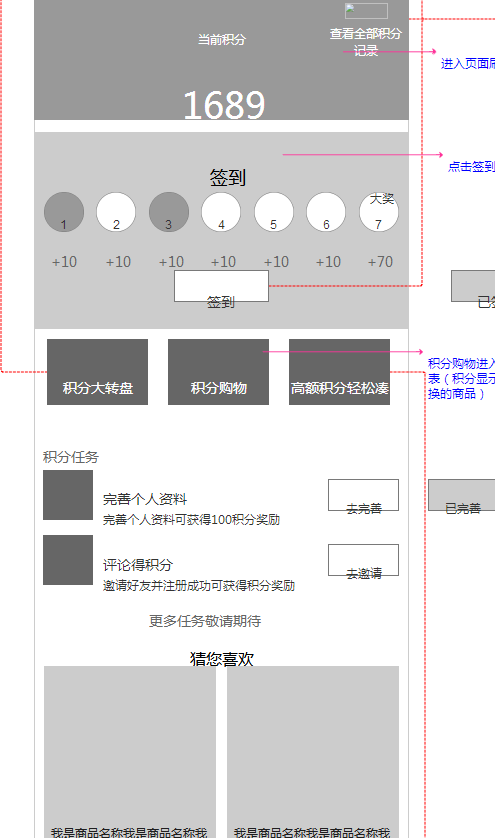 当前积分
查看全部积分
记录
进入页面刷
1689
点击签到
签到
大奖
1 2 3 4 5 6 7
+10 +10 +10 +10 +10 +10 +70
签到
已签
积分购物进入
表（积分显示
换的商品）
积分大转盘 积分购物 高额积分轻松凑
积分任务
完善个人资料
完善个人资料可获得100积分奖励
去完善 已完善
评论得积分
邀请好友并注册成功可获得积分奖励
去邀请
更多任务敬请期待
猜您喜欢
我是商品名称我是商品名称我 我是商品名称我是商品名称我